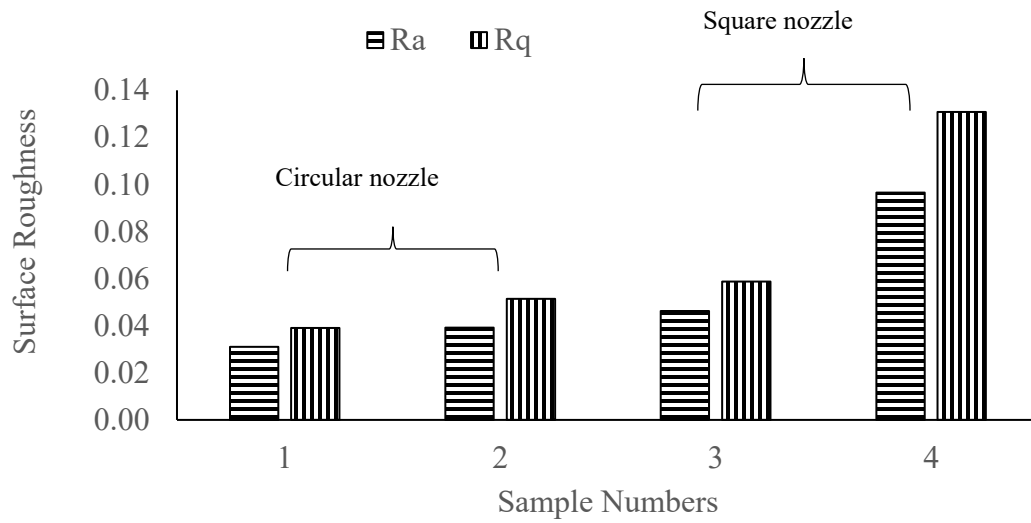 Square nozzle
Ra Rq
Circular nozzle
Surface Roughness
0.14
0.12
0.10
0.08
0.06
0.04
0.02
0.00
1 2 3 4
Sample Numbers